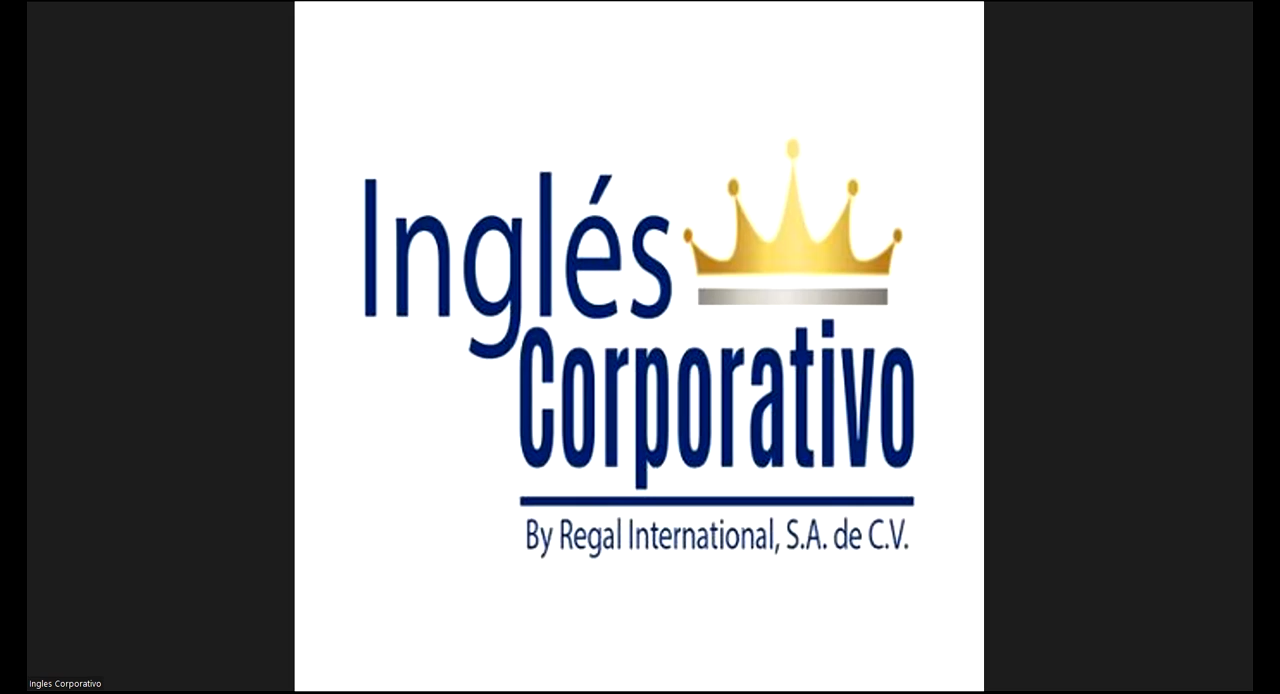 Inglés
Corporativo
By Regal International, S.A. de C.V.
Ingles Corporativo